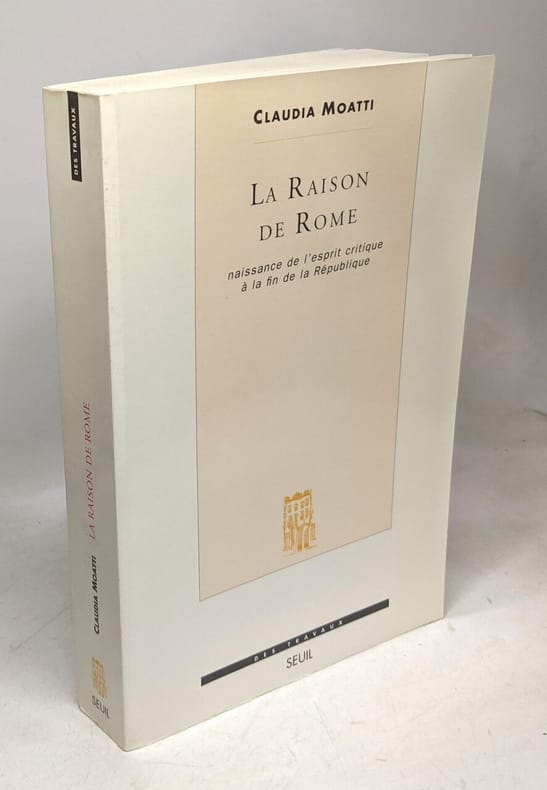 CLAUDIA MOATTI
LA RAISON
DE ROME
naissance de l'esprit critique
à la fin de la République
DES TRAVAUX
SEUIL
DES TRAVAUX
LA RAISON DE ROME
CLAUDIA MOATTI
SEUIL